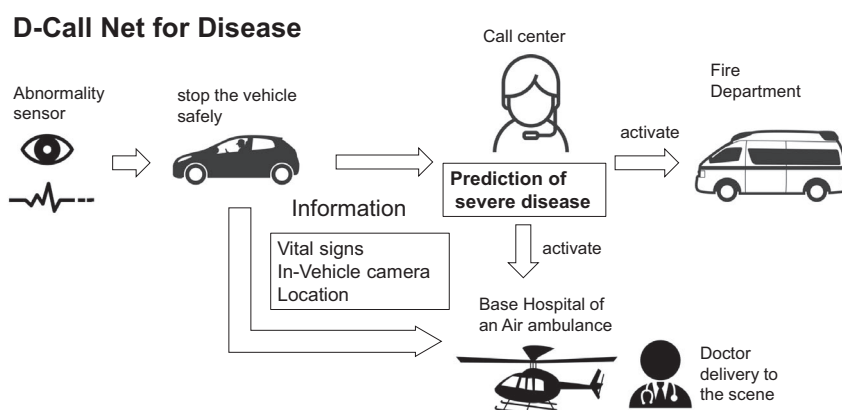 D-Call Net for Disease
Abnormality
sensor
stop the vehicle
safely
Call center
Fire
Department
activate
Prediction of
severe disease
Information
Vital signs
In-Vehicle camera
Location
activate
Base Hospital of
an Air ambulance
Doctor
delivery to
the scene